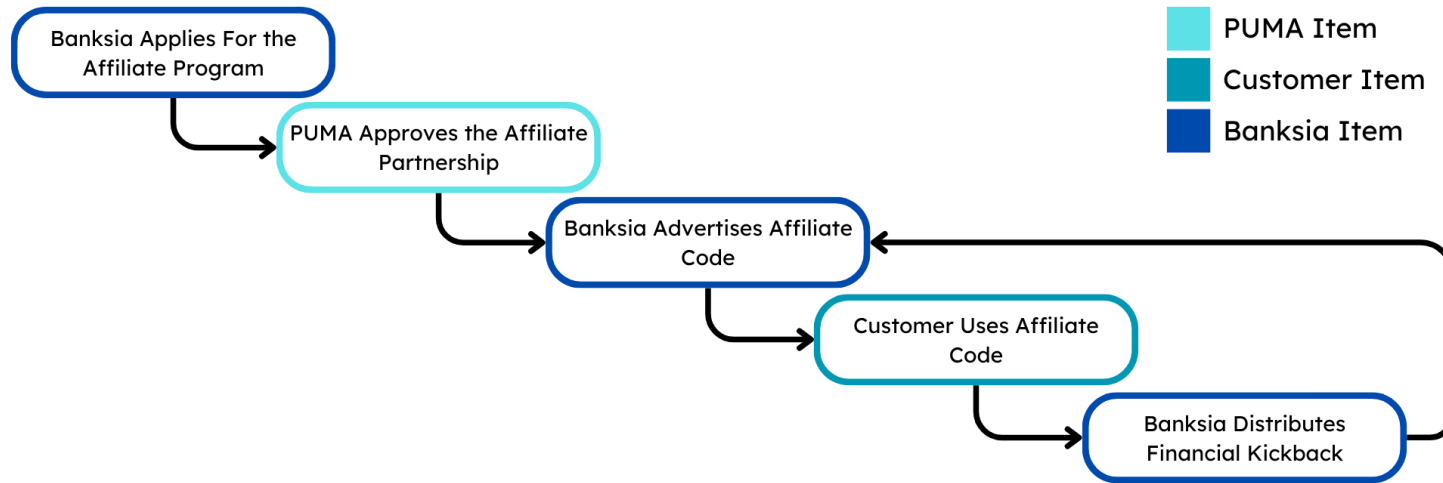 Banksia Applies For the
Affiliate Program
PUMA Approves the Affiliate
Partnership
Banksia Advertises Affiliate
Code
Customer Uses Affiliate
Code
Banksia Distributes
Financial Kickback
PUMA Item
Customer Item
Banksia Item